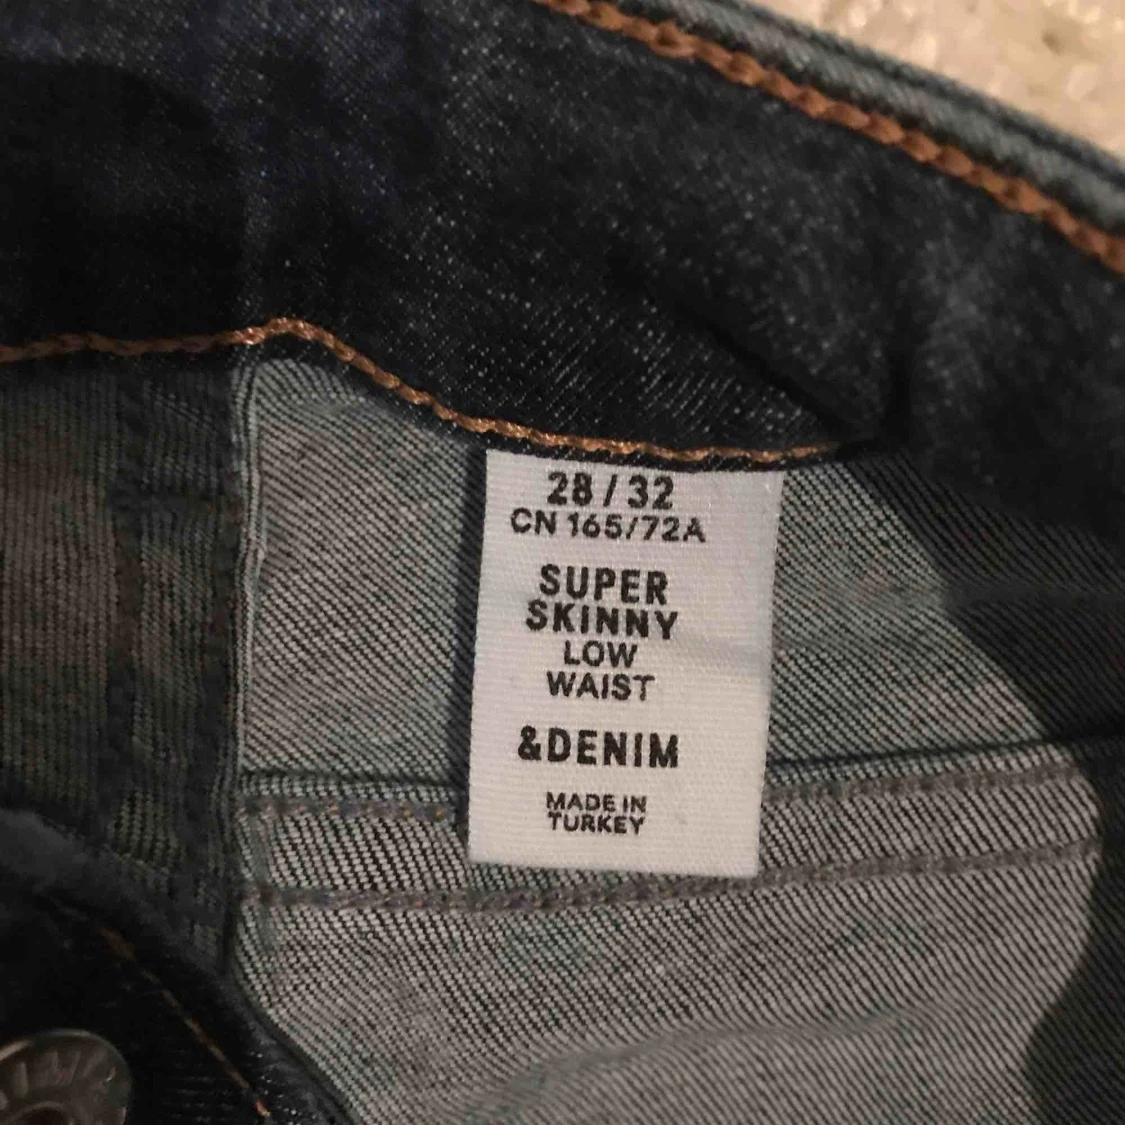 28 / 32
CN 165/72A
SUPER
SKINNY
LOW
WAIST
&DENIM
MADE IN
TURKEY